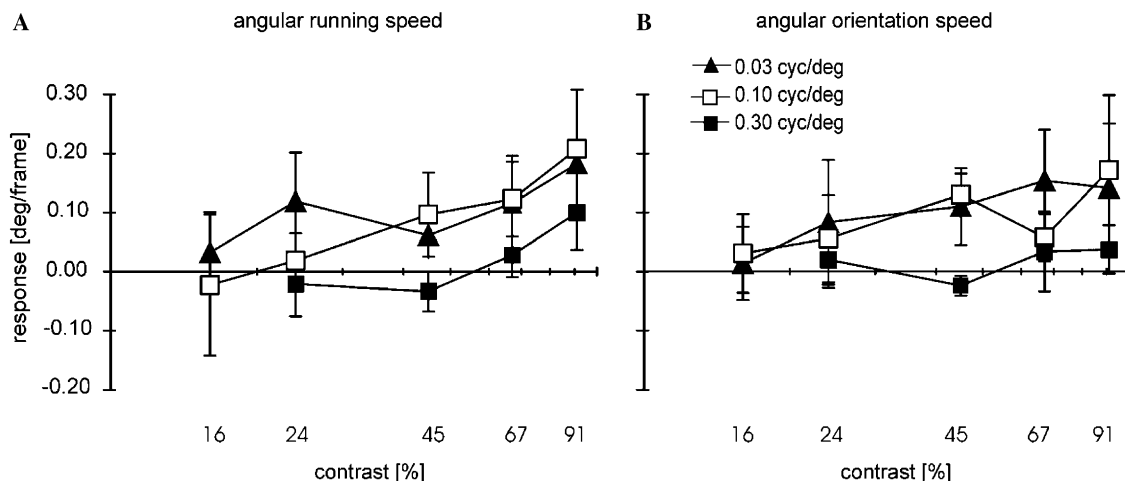 A
angular running speed
B
angular orientation speed
0.03 cyc/deg
0.10 cyc/deg
0.30 cyc/deg
response [deg/frame]
0.30
0.20
0.10
0.00
-0.10
-0.20
16 24 45 67 91
contrast [%]
16 24 45 67 91
contrast [%]